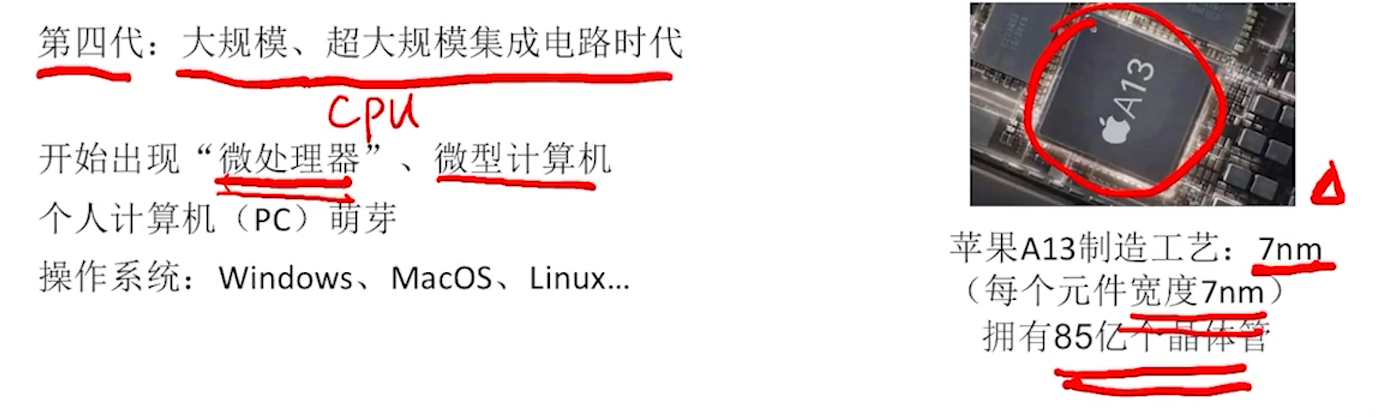 第四代：大规模、超大规模集成电路时代
CPU
开始出现“微处理器”、微型计算机
个人计算机（PC）萌芽
操作系统：Windows、MacOS、Linux...
A13
苹果A13制造工艺：7nm
（每个元件宽度7nm）
拥有85亿个晶体管